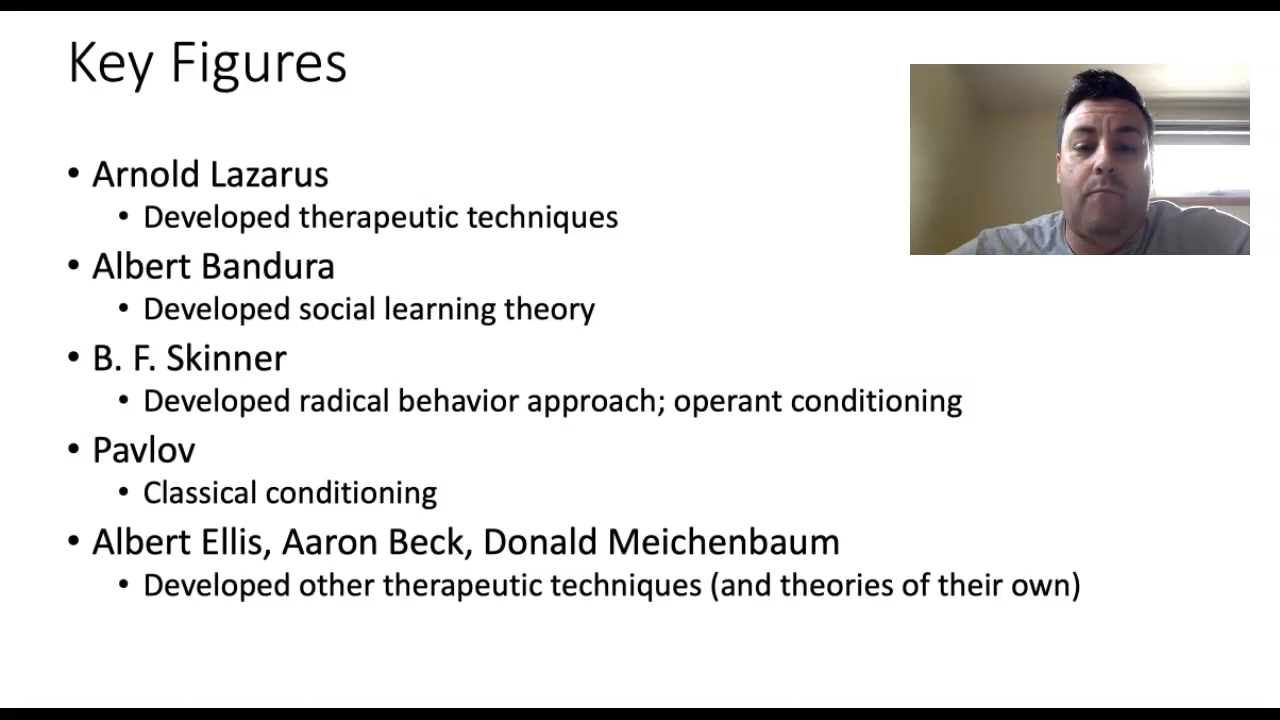 Key Figures
• Arnold Lazarus
• Developed therapeutic techniques
• Albert Bandura
• Developed social learning theory
• B. F. Skinner
• Developed radical behavior approach; operant conditioning
• Pavlov
• Classical conditioning
• Albert Ellis, Aaron Beck, Donald Meichenbaum
• Developed other therapeutic techniques (and theories of their own)